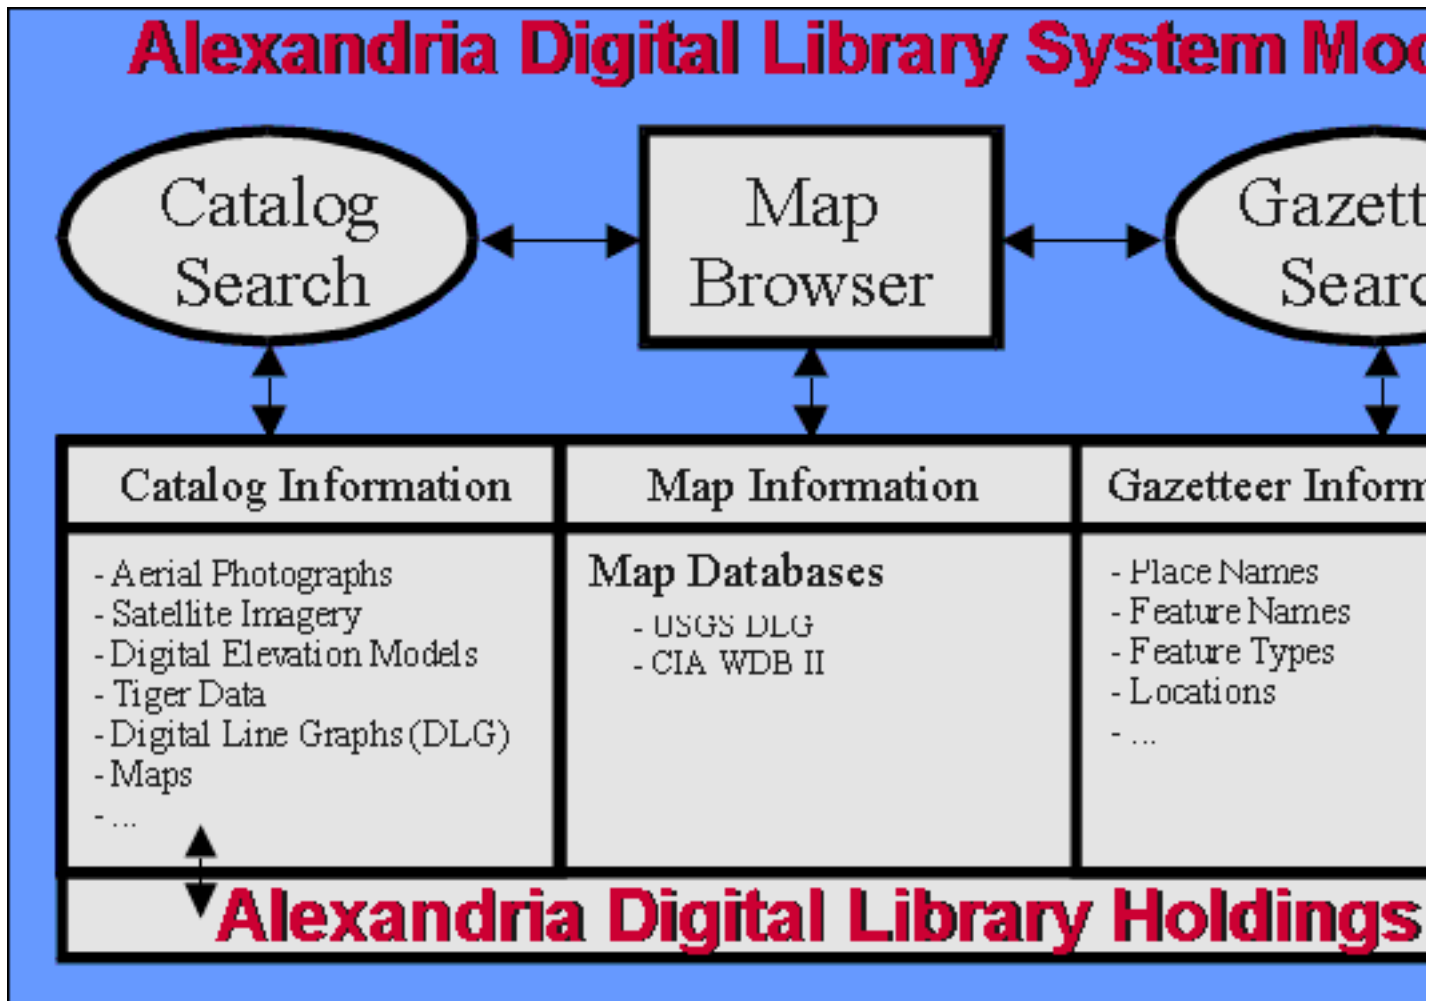 Alexandria Digital Library System Mod
Catalog
Search
Map
Browser
Gazett
Searc
Catalog Information
Map Information
Gazetteer Inform
- Aerial Photographs
- Satellite Imagery
- Digital Elevation Models
- Tiger Data
- Digital Line Graphs (DLG)
- Maps
- ...
Map Databases
- USGS DLG
- CIA WDB II
- Place Names
- Feature Names
- Feature Types
- Locations
- ...
Alexandria Digital Library Holdings